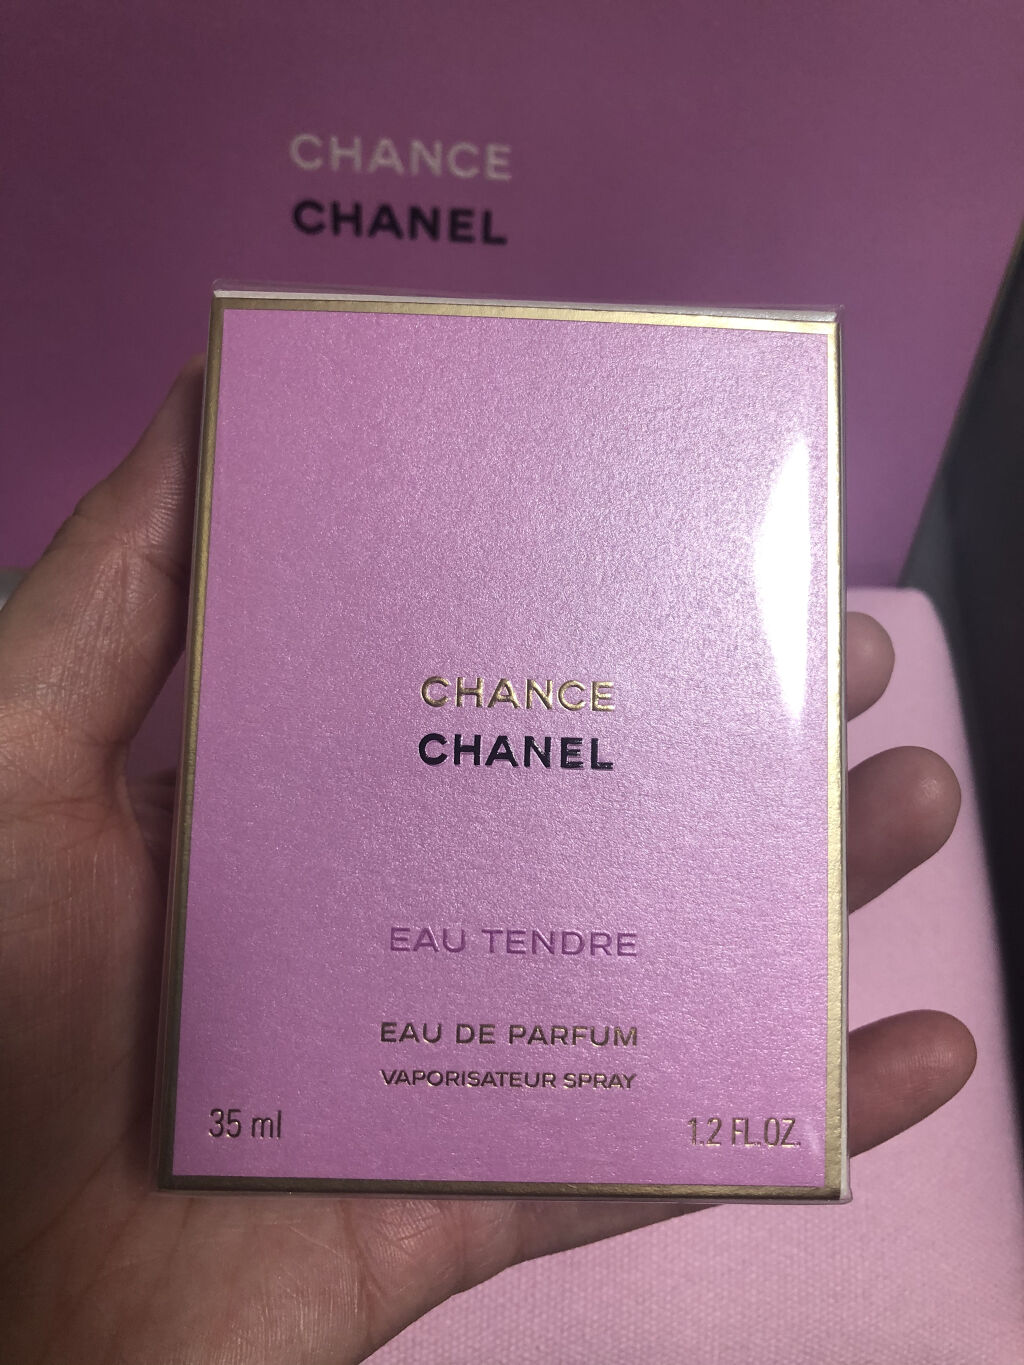 CHANCE
CHANEL
CHANCE
CHANEL
EAU TENDRE
EAU DE PARFUM
VAPORISATEUR SPRAY
35 ml
1.2 FL.OZ.